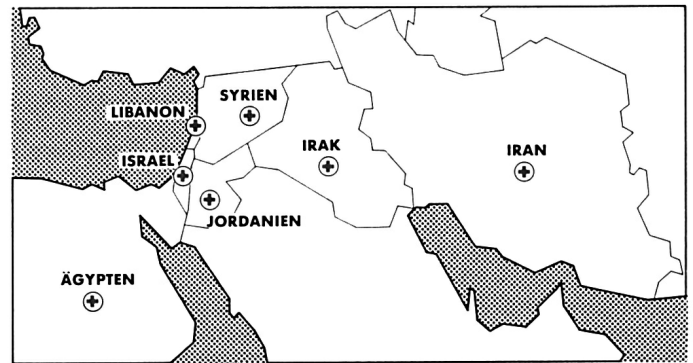 SYRIEN
LIBANON
IRAK
IRAN
ISRAEL
JORDANIEN
ÄGYPTEN